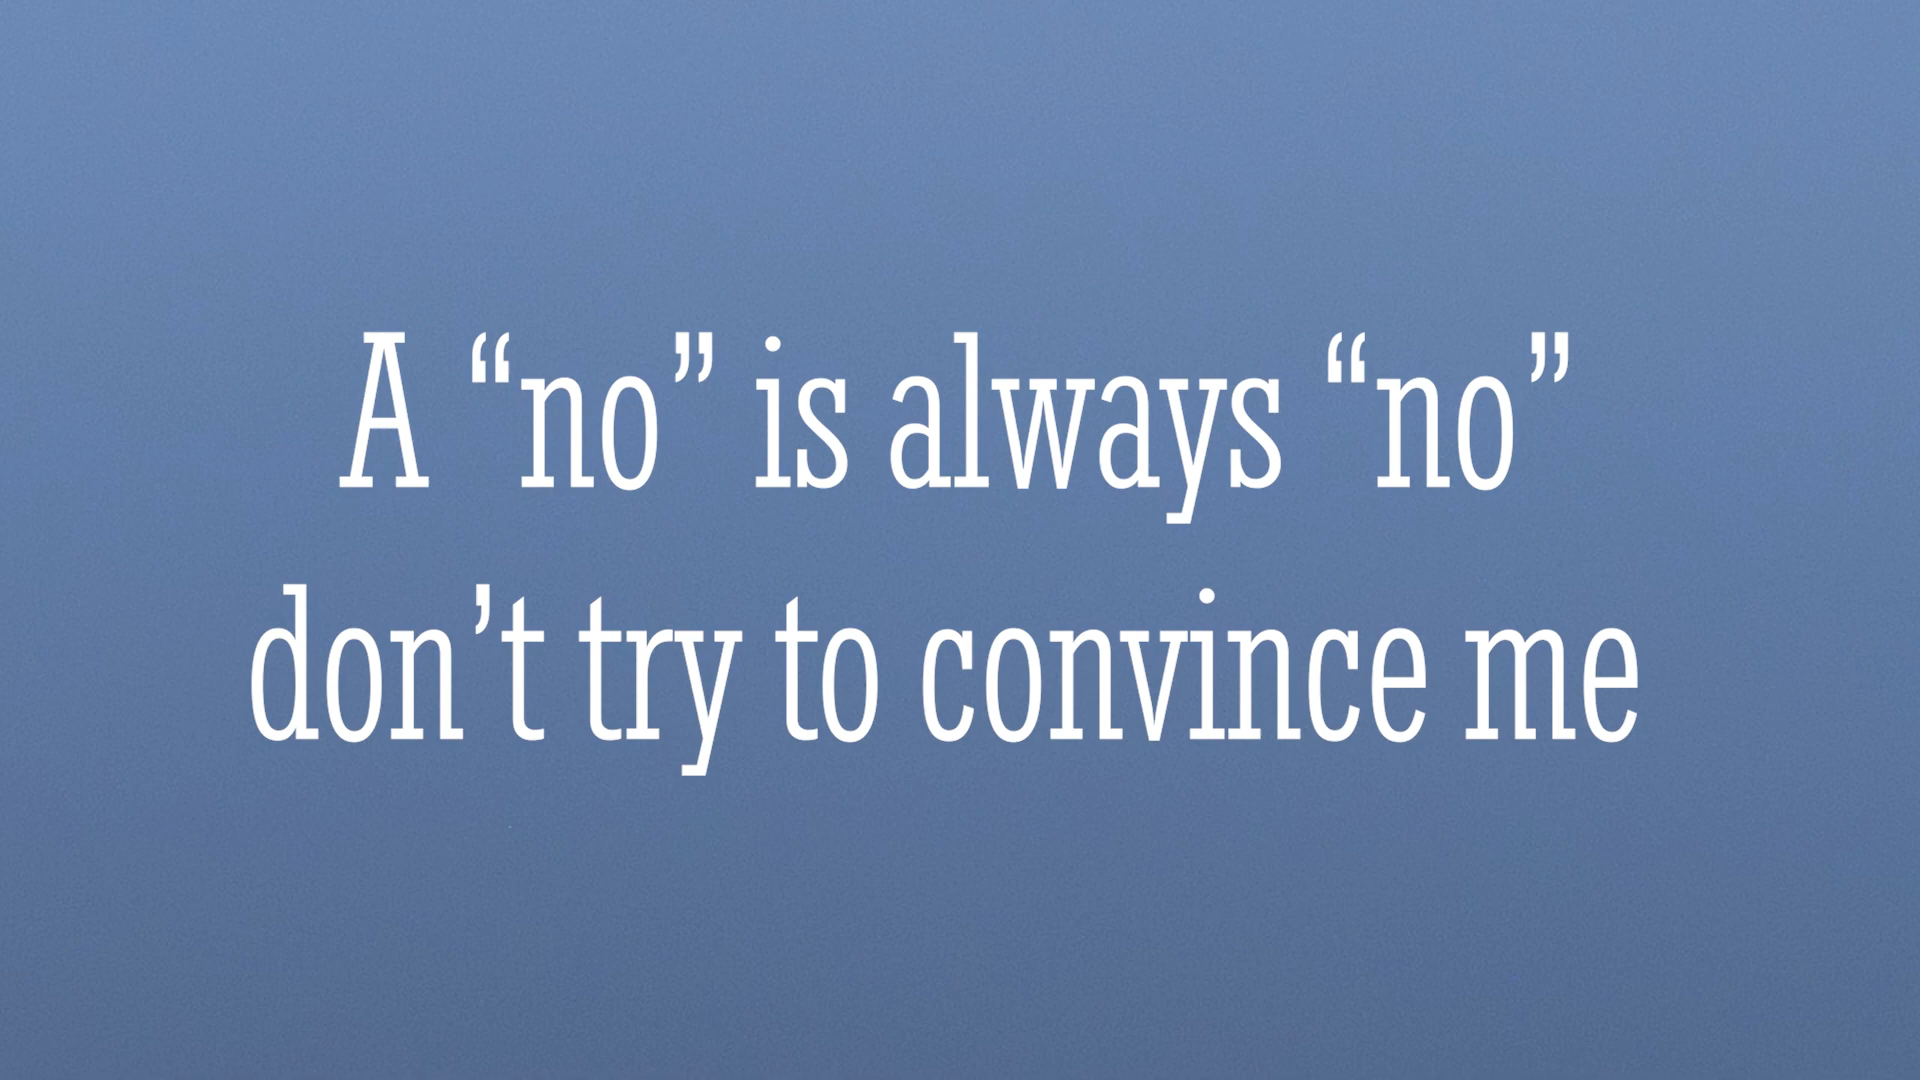 A “no” is always “no”
don’t try to convince me